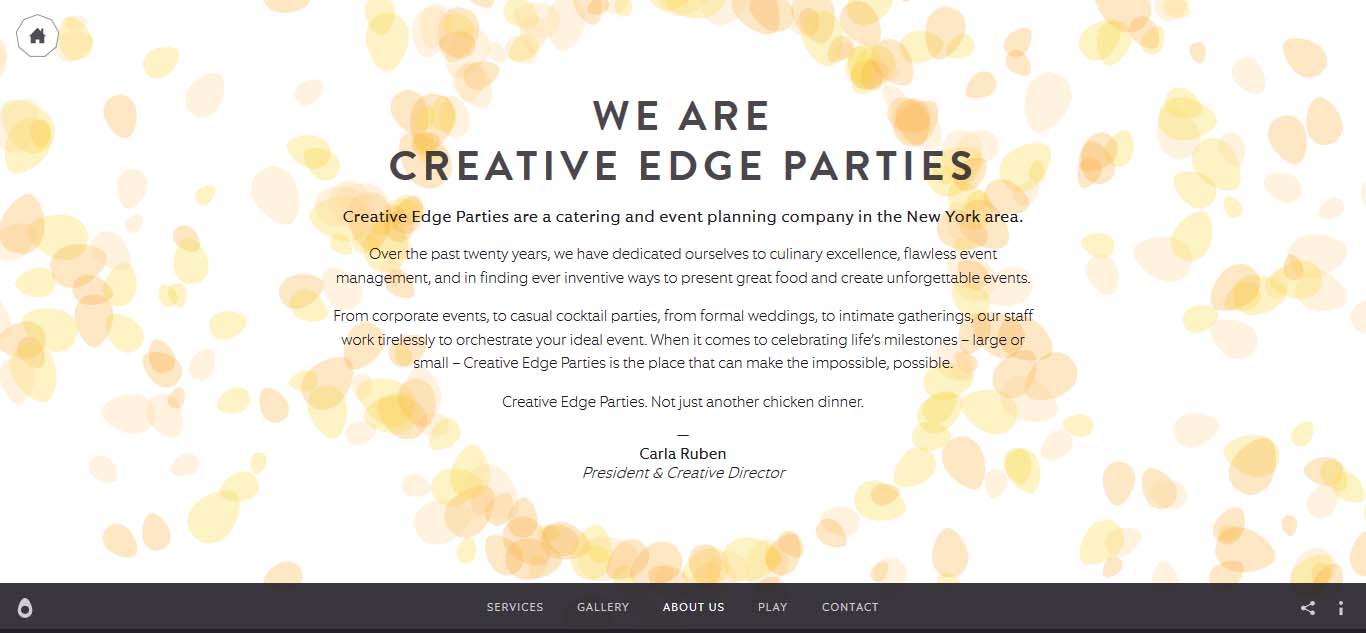 WE ARE
CREATIVE EDGE PARTIES
Creative Edge Parties are a catering and event planning company in the New York area.
Over the past twenty years, we have dedicated ourselves to culinary excellence, flawless event
management, and in finding ever inventive ways to present great food and create unforgettable events.
From corporate events, to casual cocktail parties, from formal weddings, to intimate gatherings, our staff
work tirelessly to orchestrate your ideal event. When it comes to celebrating life's milestones – large or
small – Creative Edge Parties is the place that can make the impossible, possible.
Creative Edge Parties. Not just another chicken dinner.
—
Carla Ruben
President & Creative Director
SERVICES GALLERY ABOUT US PLAY CONTACT